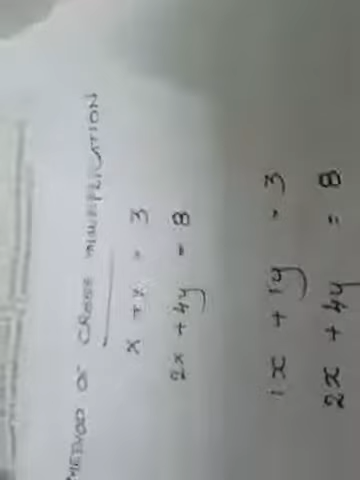 METHOD OF CROSS MULTIPLICATION
x + y = 3
2x + 4y = 8
1x + 1y = 3
2x + 4y = 8